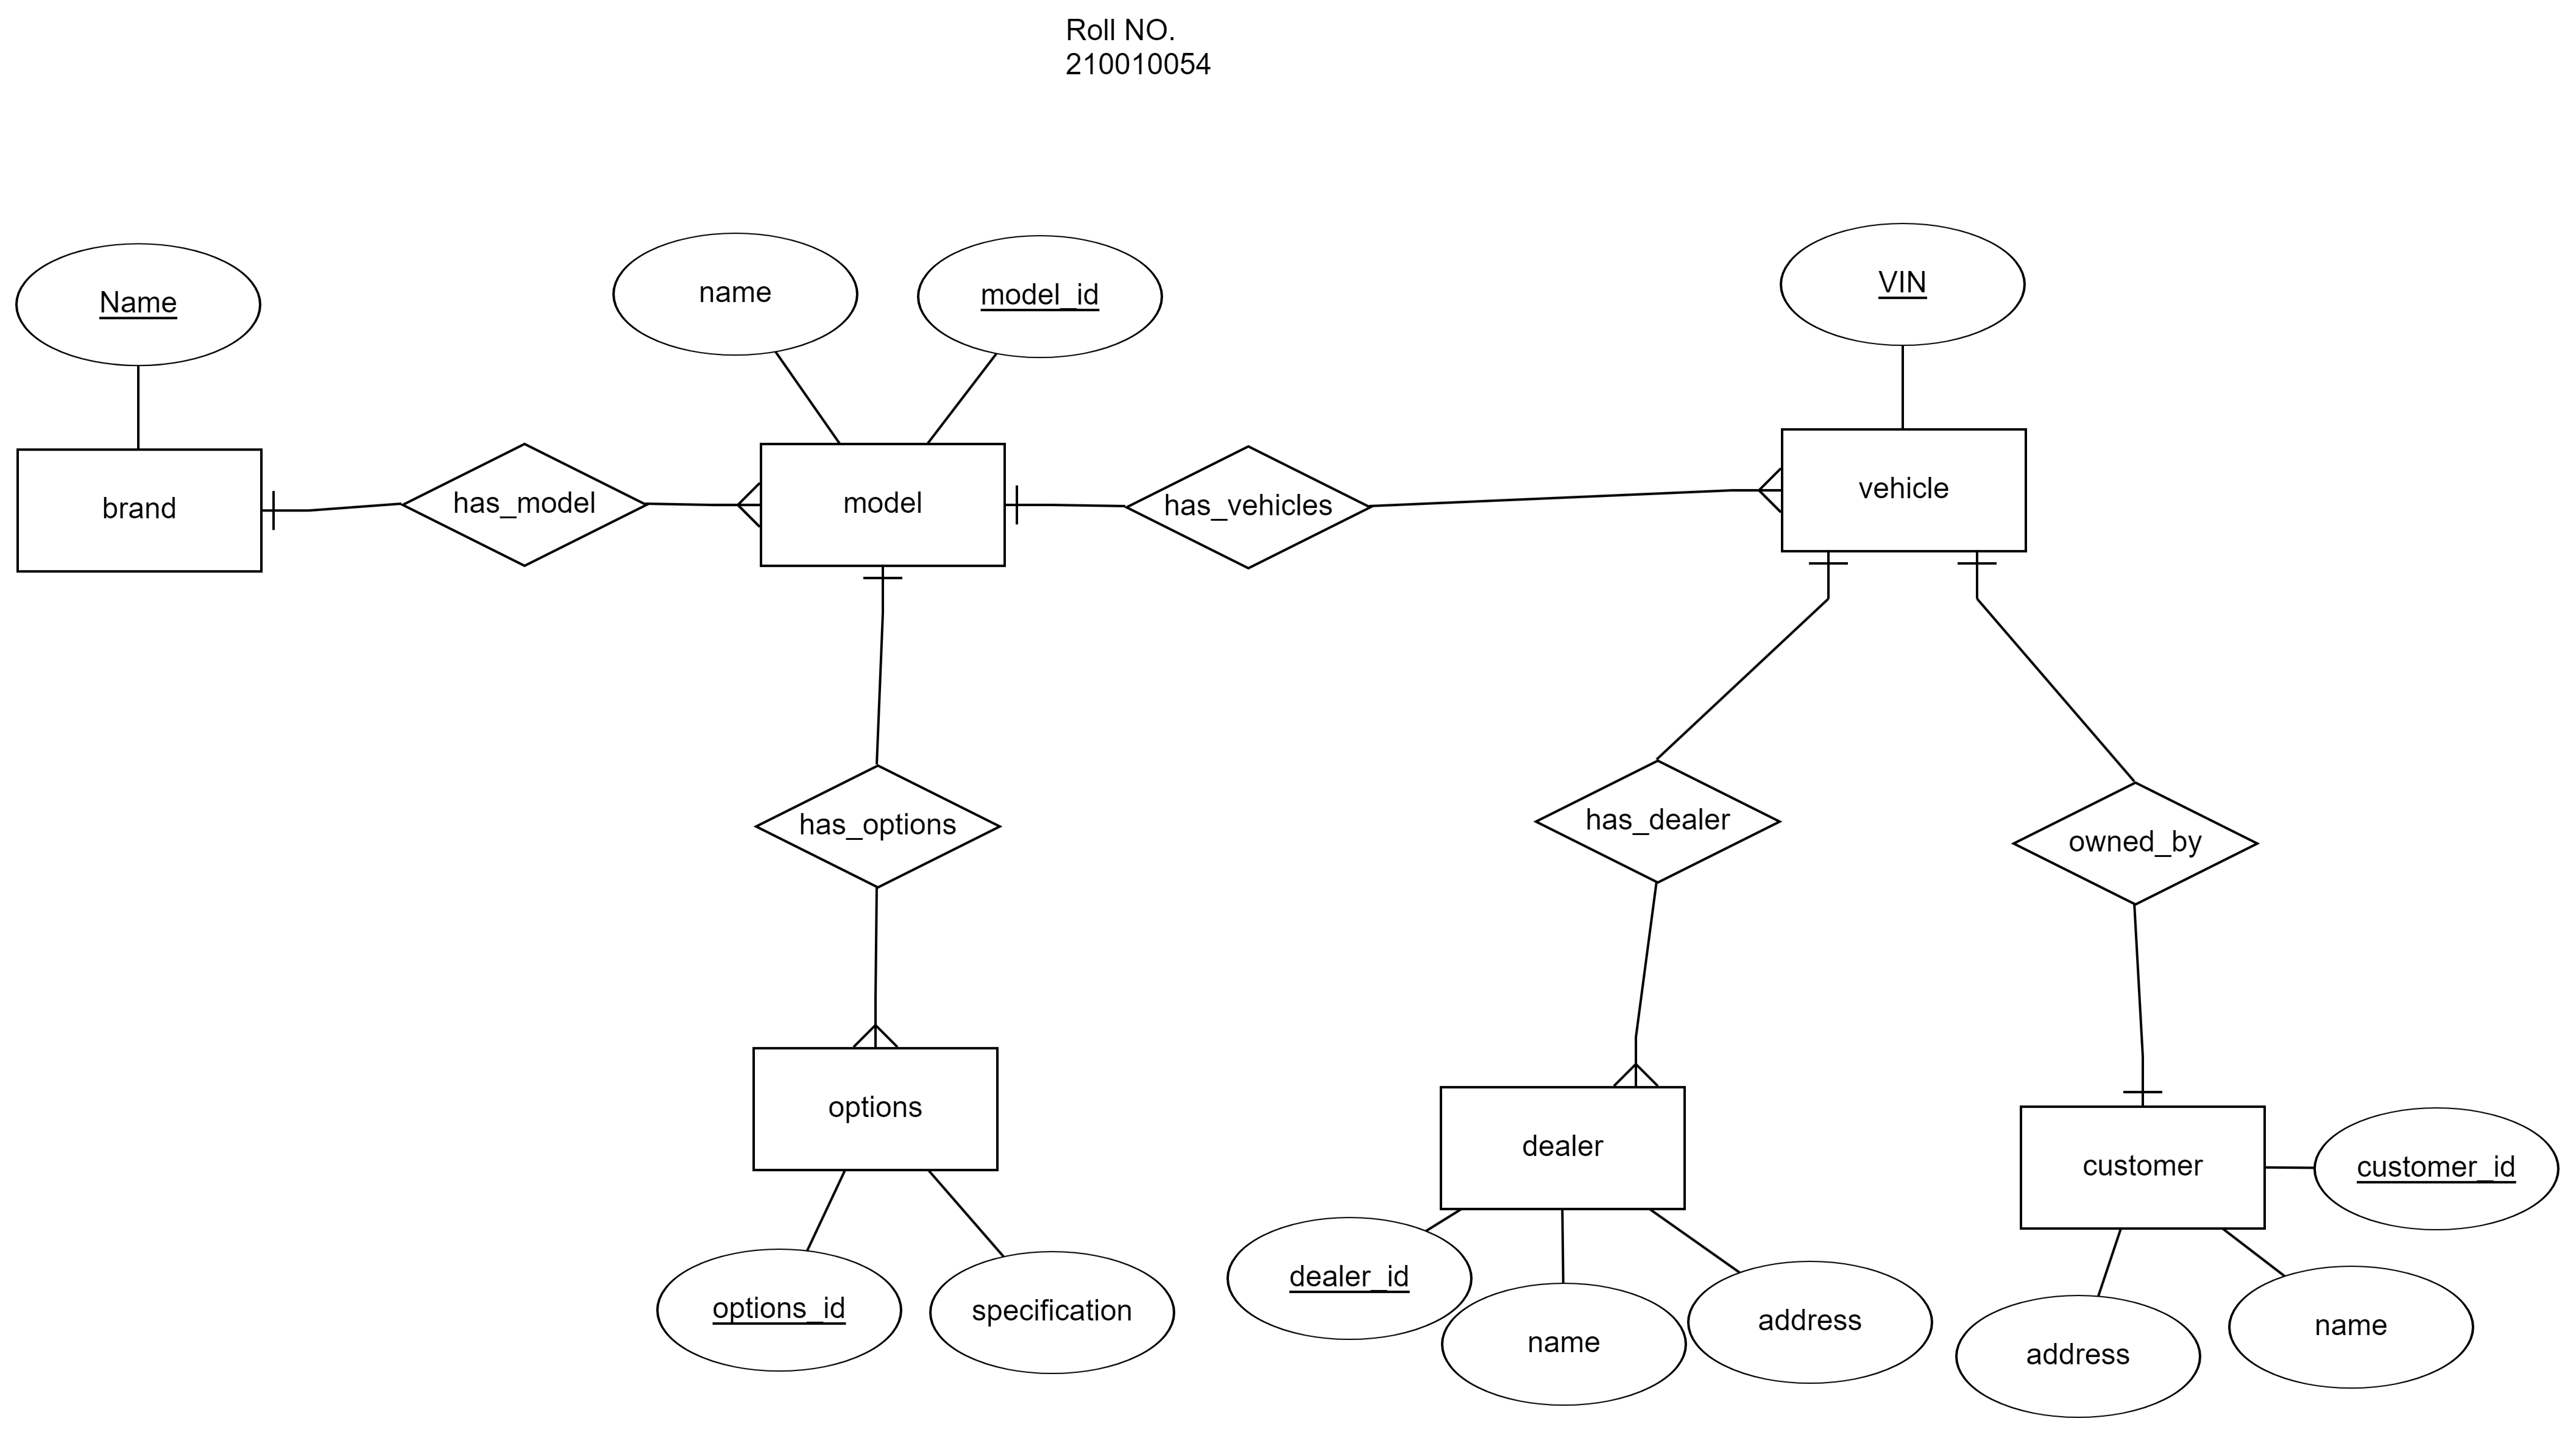 Roll NO.
210010054
Name
name
model_id
VIN
brand
has_model
model
has_vehicles
vehicle
has_options
has_dealer
owned_by
options
dealer
customer
customer_id
options_id
specification
dealer_id
name
address
address
name